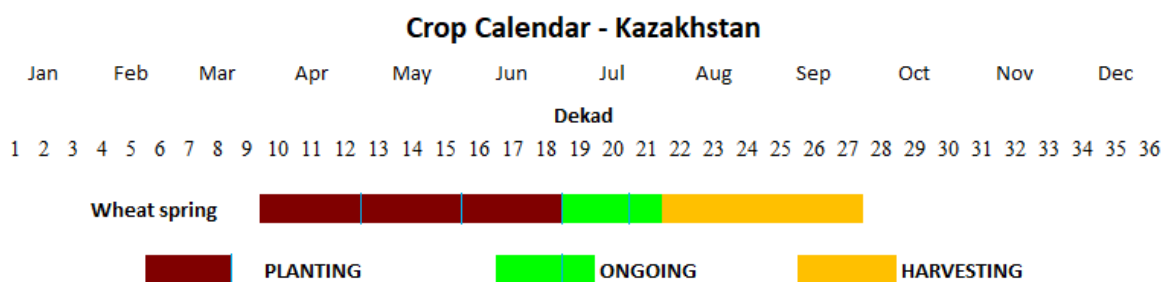 Crop Calendar - Kazakhstan
Jan Feb Mar Apr May Jun Jul Aug Sep Oct Nov Dec
Dekad
1 2 3 4 5 6 7 8 9 10 11 12 13 14 15 16 17 18 19 20 21 22 23 24 25 26 27 28 29 30 31 32 33 34 35 36
Wheat spring
PLANTING ONGOING HARVESTING